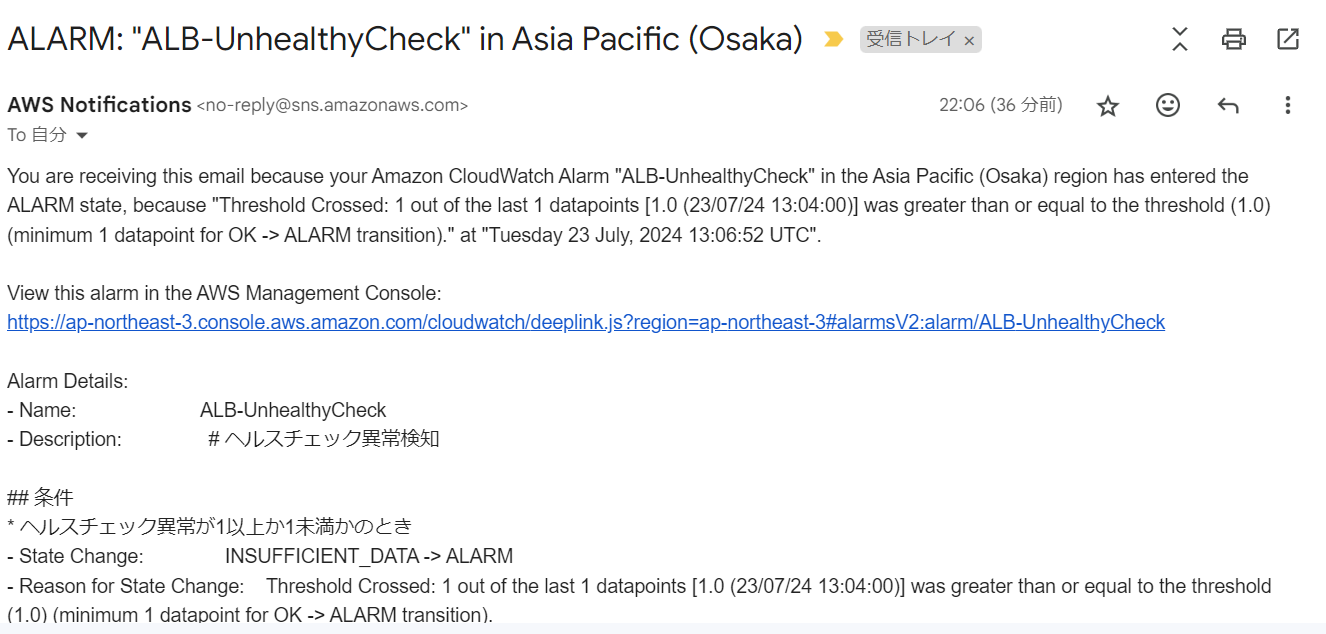 ALARM: "ALB-UnhealthyCheck" in Asia Pacific (Osaka) 受信トレイ ×
AWS Notifications <no-reply@sns.amazonaws.com> 22:06 (36 分前)
To 自分
You are receiving this email because your Amazon CloudWatch Alarm "ALB-UnhealthyCheck" in the Asia Pacific (Osaka) region has entered the
ALARM state, because "Threshold Crossed: 1 out of the last 1 datapoints [1.0 (23/07/24 13:04:00)] was greater than or equal to the threshold (1.0)
(minimum 1 datapoint for OK -> ALARM transition)." at "Tuesday 23 July, 2024 13:06:52 UTC".
View this alarm in the AWS Management Console:
https://ap-northeast-3.console.aws.amazon.com/cloudwatch/deeplink.js?region=ap-northeast-3#alarmsV2:alarm/ALB-UnhealthyCheck
Alarm Details:
- Name: ALB-UnhealthyCheck
- Description: # ヘルスチェック異常検知
## 条件
* ヘルスチェック異常が1以上か1未満かのとき
- State Change: INSUFFICIENT_DATA -> ALARM
- Reason for State Change: Threshold Crossed: 1 out of the last 1 datapoints [1.0 (23/07/24 13:04:00)] was greater than or equal to the threshold
(1.0) (minimum 1 datapoint for OK -> ALARM transition).